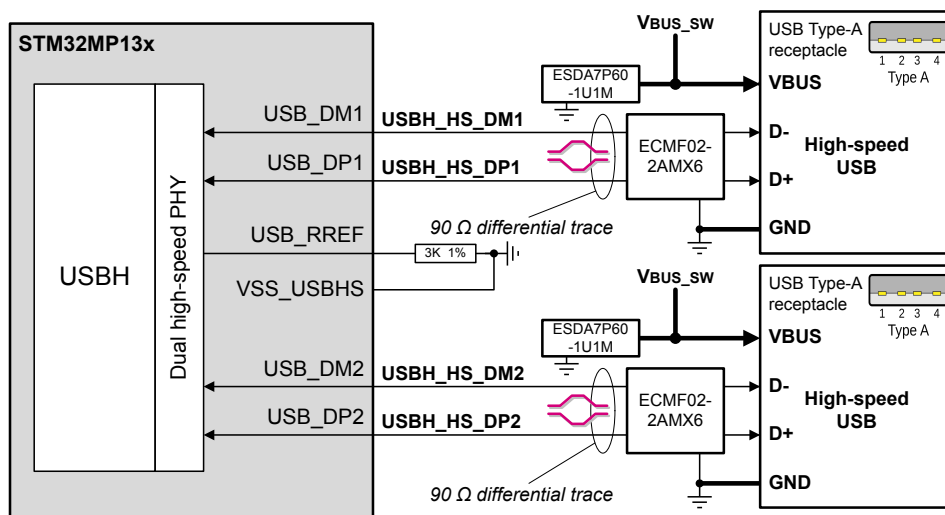 STM32MP13x
USBH
Dual high-speed PHY
USB_DM1
USB_DP1
USB_RREF
VSS_USBHS
USB_DM2
USB_DP2
USBH_HS_DM1
USBH_HS_DP1
90 Ω differential trace
3K 1%
USBH_HS_DM2
USBH_HS_DP2
90 Ω differential trace
VBUS_SW
ESDA7P60
-1U1M
ECMF02-
2AMX6
USB Type-A
receptacle
1 2 3 4
Type A
VBUS
D-
High-speed
USB
D+
GND
VBUS_SW
ESDA7P60
-1U1M
ECMF02-
2AMX6
USB Type-A
receptacle
1 2 3 4
Type A
VBUS
D-
High-speed
USB
D+
GND